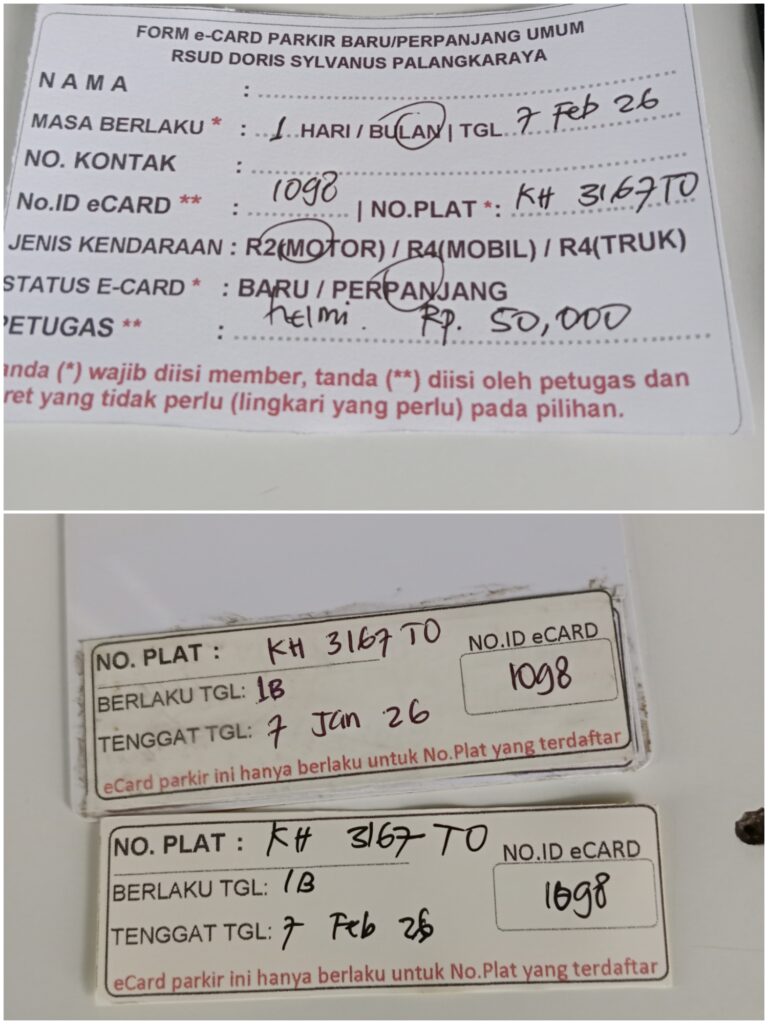 FORM e-CARD PARKIR BARU/PERPANJANG UMUM
RSUD DORIS SYLVANUS PALANGKARAYA
NAMA :
MASA BERLAKU * : 1 HARI / BULAN | TGL 7 Feb 26
NO. KONTAK :
No.ID eCARD ** : 1098 | NO.PLAT *: KH 3167 TO
JENIS KENDARAAN : R2(MOTOR) / R4(MOBIL) / R4(TRUK)
STATUS E-CARD * : BARU / PERPANJANG
PETUGAS ** : helmi. Rp. 50,000
anda (*) wajib diisi member, tanda (**) diisi oleh petugas dan
ret yang tidak perlu (lingkari yang perlu) pada pilihan.
NO. PLAT : KH 3167 TO NO.ID eCARD
BERLAKU TGL: 1B 1098
TENGGAT TGL: 7 Jan 26
eCard parkir ini hanya berlaku untuk No.Plat yang terdaftar
NO. PLAT : KH 3167 TO NO.ID eCARD
BERLAKU TGL: 1B 1098
TENGGAT TGL: 7 Feb 26
eCard parkir ini hanya berlaku untuk No.Plat yang terdaftar